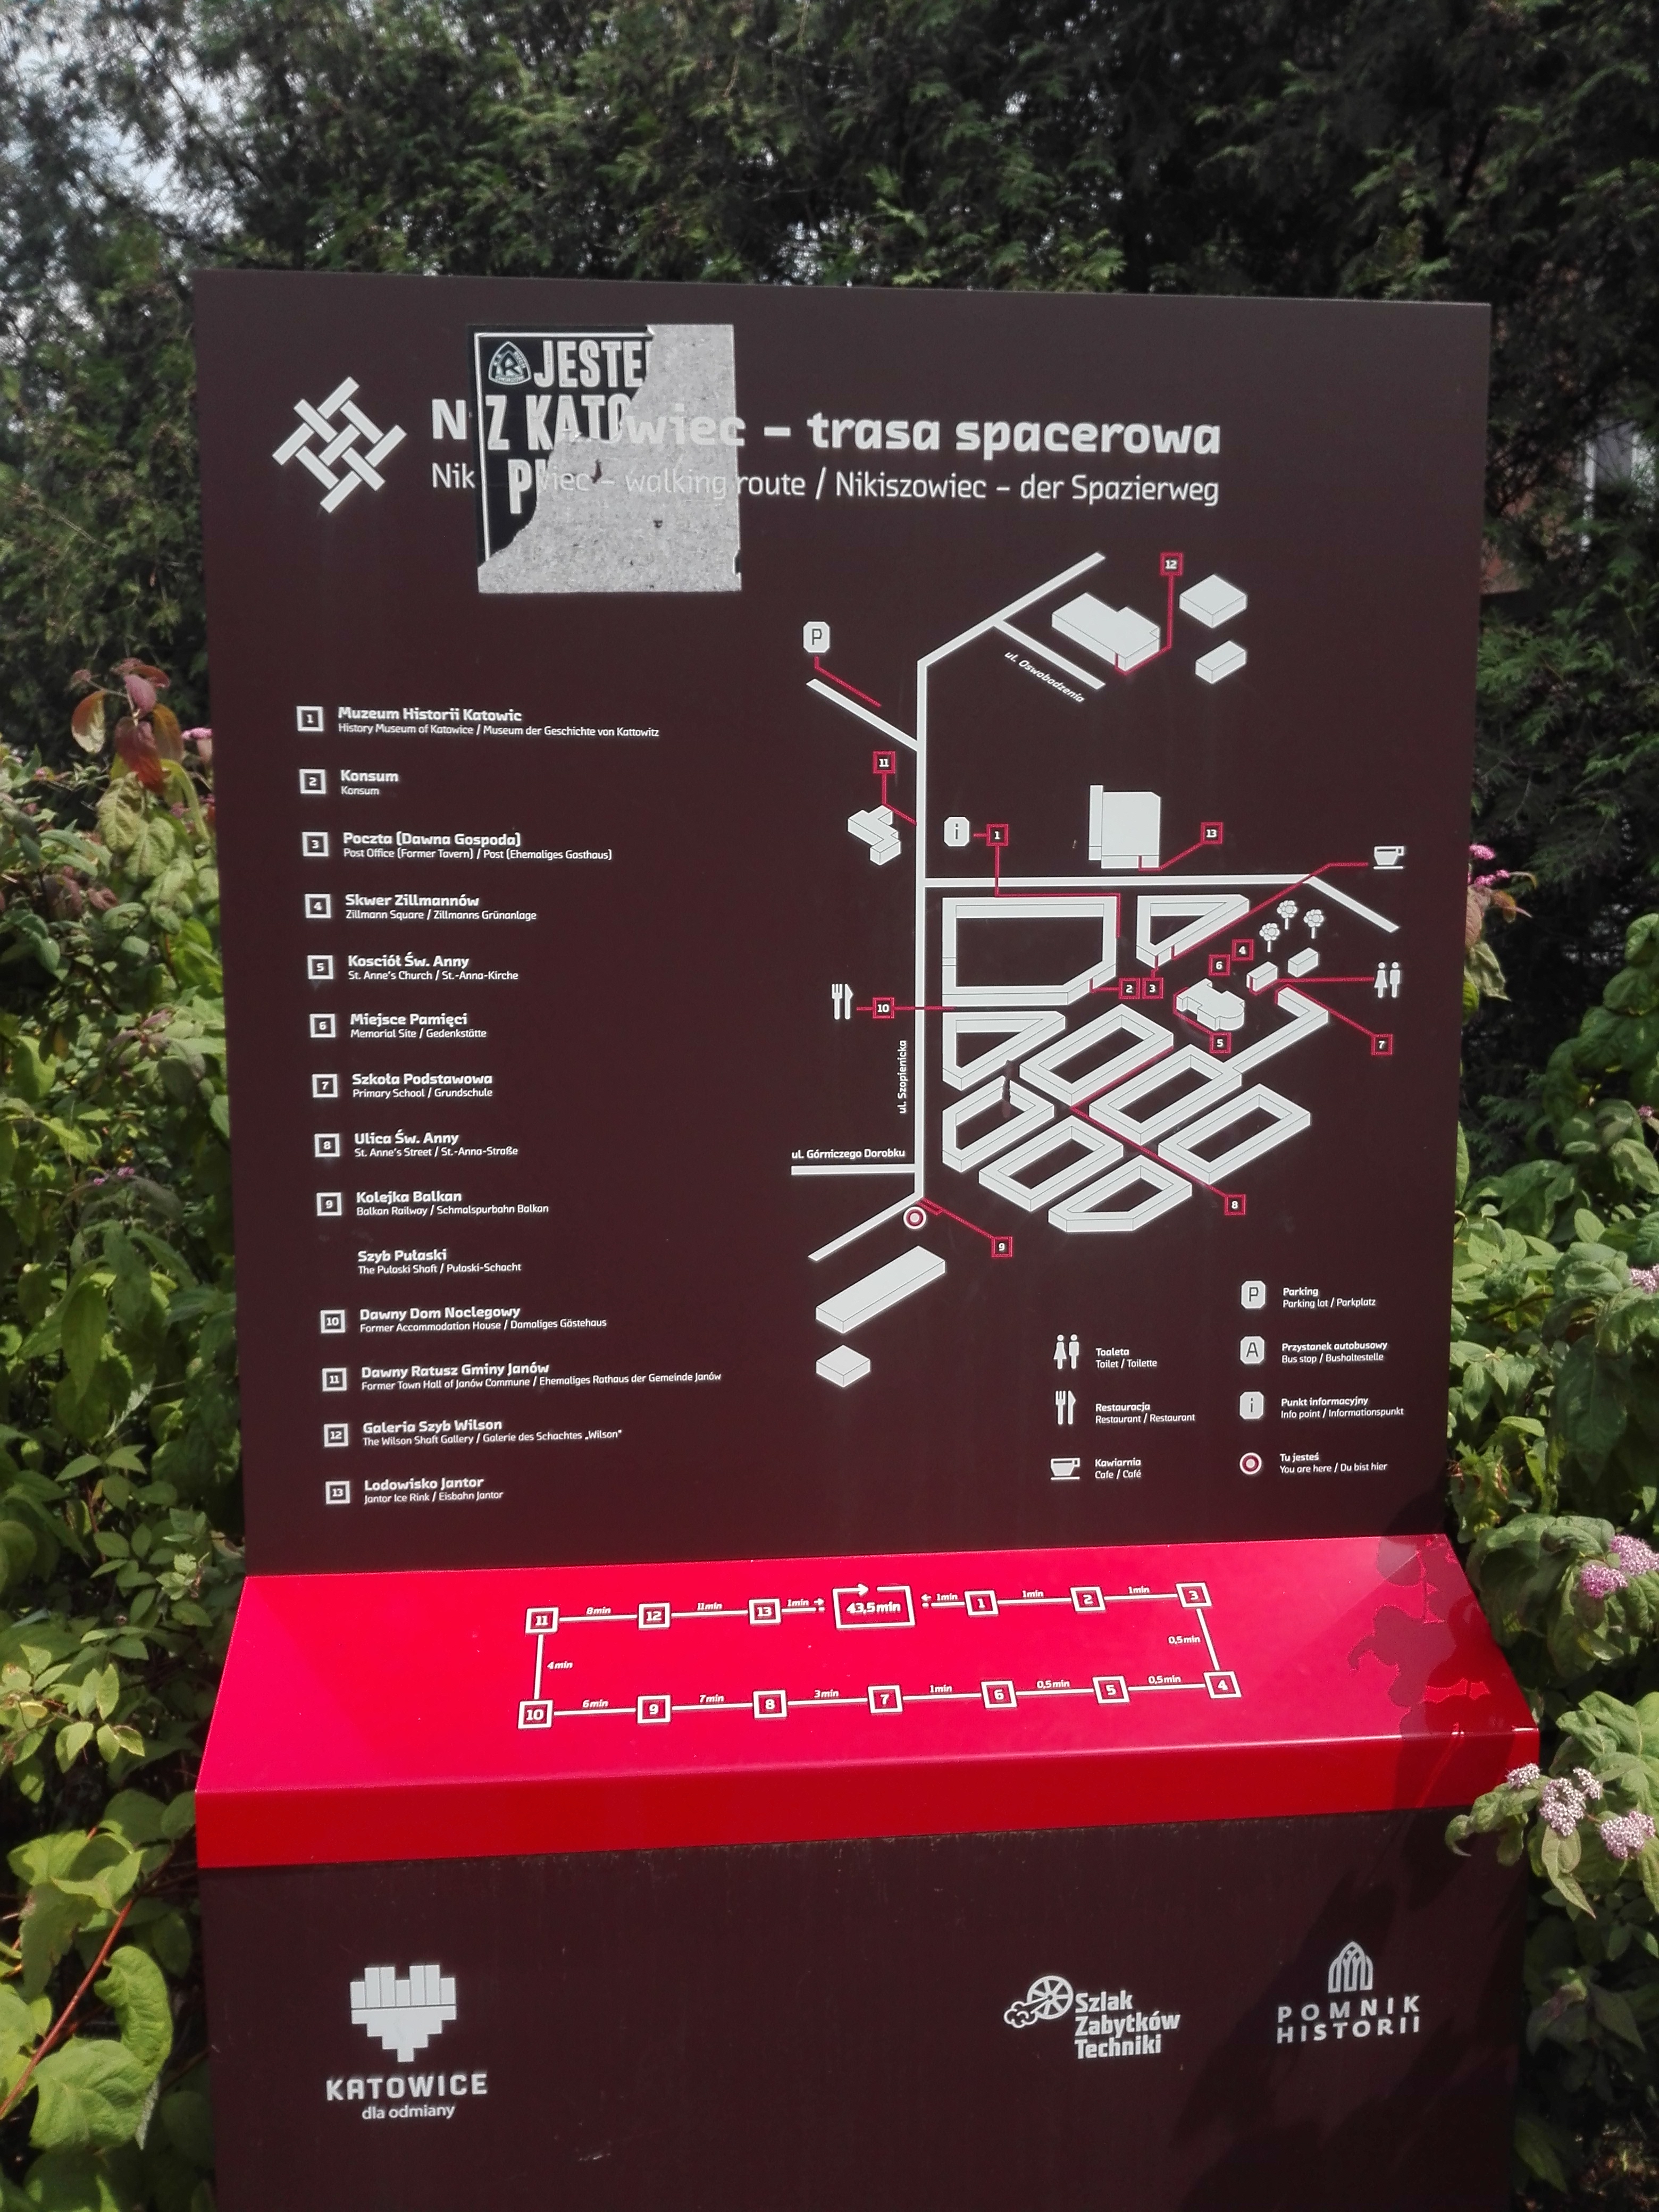 JESTE
Z KATO
P
N wiec – trasa spacerowa
Nik wiec – walking route / Nikiszowiec – der Spazierweg
1 Muzeum Historii Katowic
History Museum of Katowice / Museum der Geschichte von Kattowitz
2 Konsum
Konsum
3 Poczta (Dawna Gospoda)
Post Office (Former Tavern) / Post (Ehemaliges Gasthaus)
4 Skwer Zillmannów
Zillmann Square / Zillmanns Grünanlage
5 Kosciół Św. Anny
St. Anne's Church / St.-Anna-Kirche
6 Miejsce Pamięci
Memorial Site / Gedenkstätte
7 Szkoła Podstawowa
Primary School / Grundschule
8 Ulica Św. Anny
St. Anne's Street / St.-Anna-Straße
9 Kolejka Balkan
Balkan Railway / Schmalspurbahn Balkan
Szyb Pułaski
The Pułaski Shaft / Pułaski-Schacht
10 Dawny Dom Noclegowy
Former Accommodation House / Damaliges Gästehaus
11 Dawny Ratusz Gminy Janów
Former Town Hall of Janów Commune / Ehemaliges Rathaus der Gemeinde Janów
12 Galeria Szyb Wilson
The Wilson Shaft Gallery / Galerie des Schachtes „Wilson"
13 Lodowisko Jantor
Jantor Ice Rink / Eisbahn Jantor
12
P
ul. Oswobodzenia
11
i 1
13
4
6
2 3
10
5
7
ul. Szopienicka
ul. Górniczego Dorobku
8
9
Toaleta
Toilet / Toilette
Restauracja
Restaurant / Restaurant
Kawiarnia
Cafe / Café
P Parking
Parking lot / Parkplatz
A Przystanek autobusowy
Bus stop / Bushaltestelle
i Punkt informacyjny
Info point / Informationspunkt
Tu jesteś
You are here / Du bist hier
11 8min 12 11min 13 1min 43,5min 1min 1 1min 2 1min 3
4min 0,5min
10 6min 9 7min 8 3min 7 1min 6 0,5min 5 0,5min 4
KATOWICE
dla odmiany
Szlak
Zabytków
Techniki
POMNIK
HISTORII